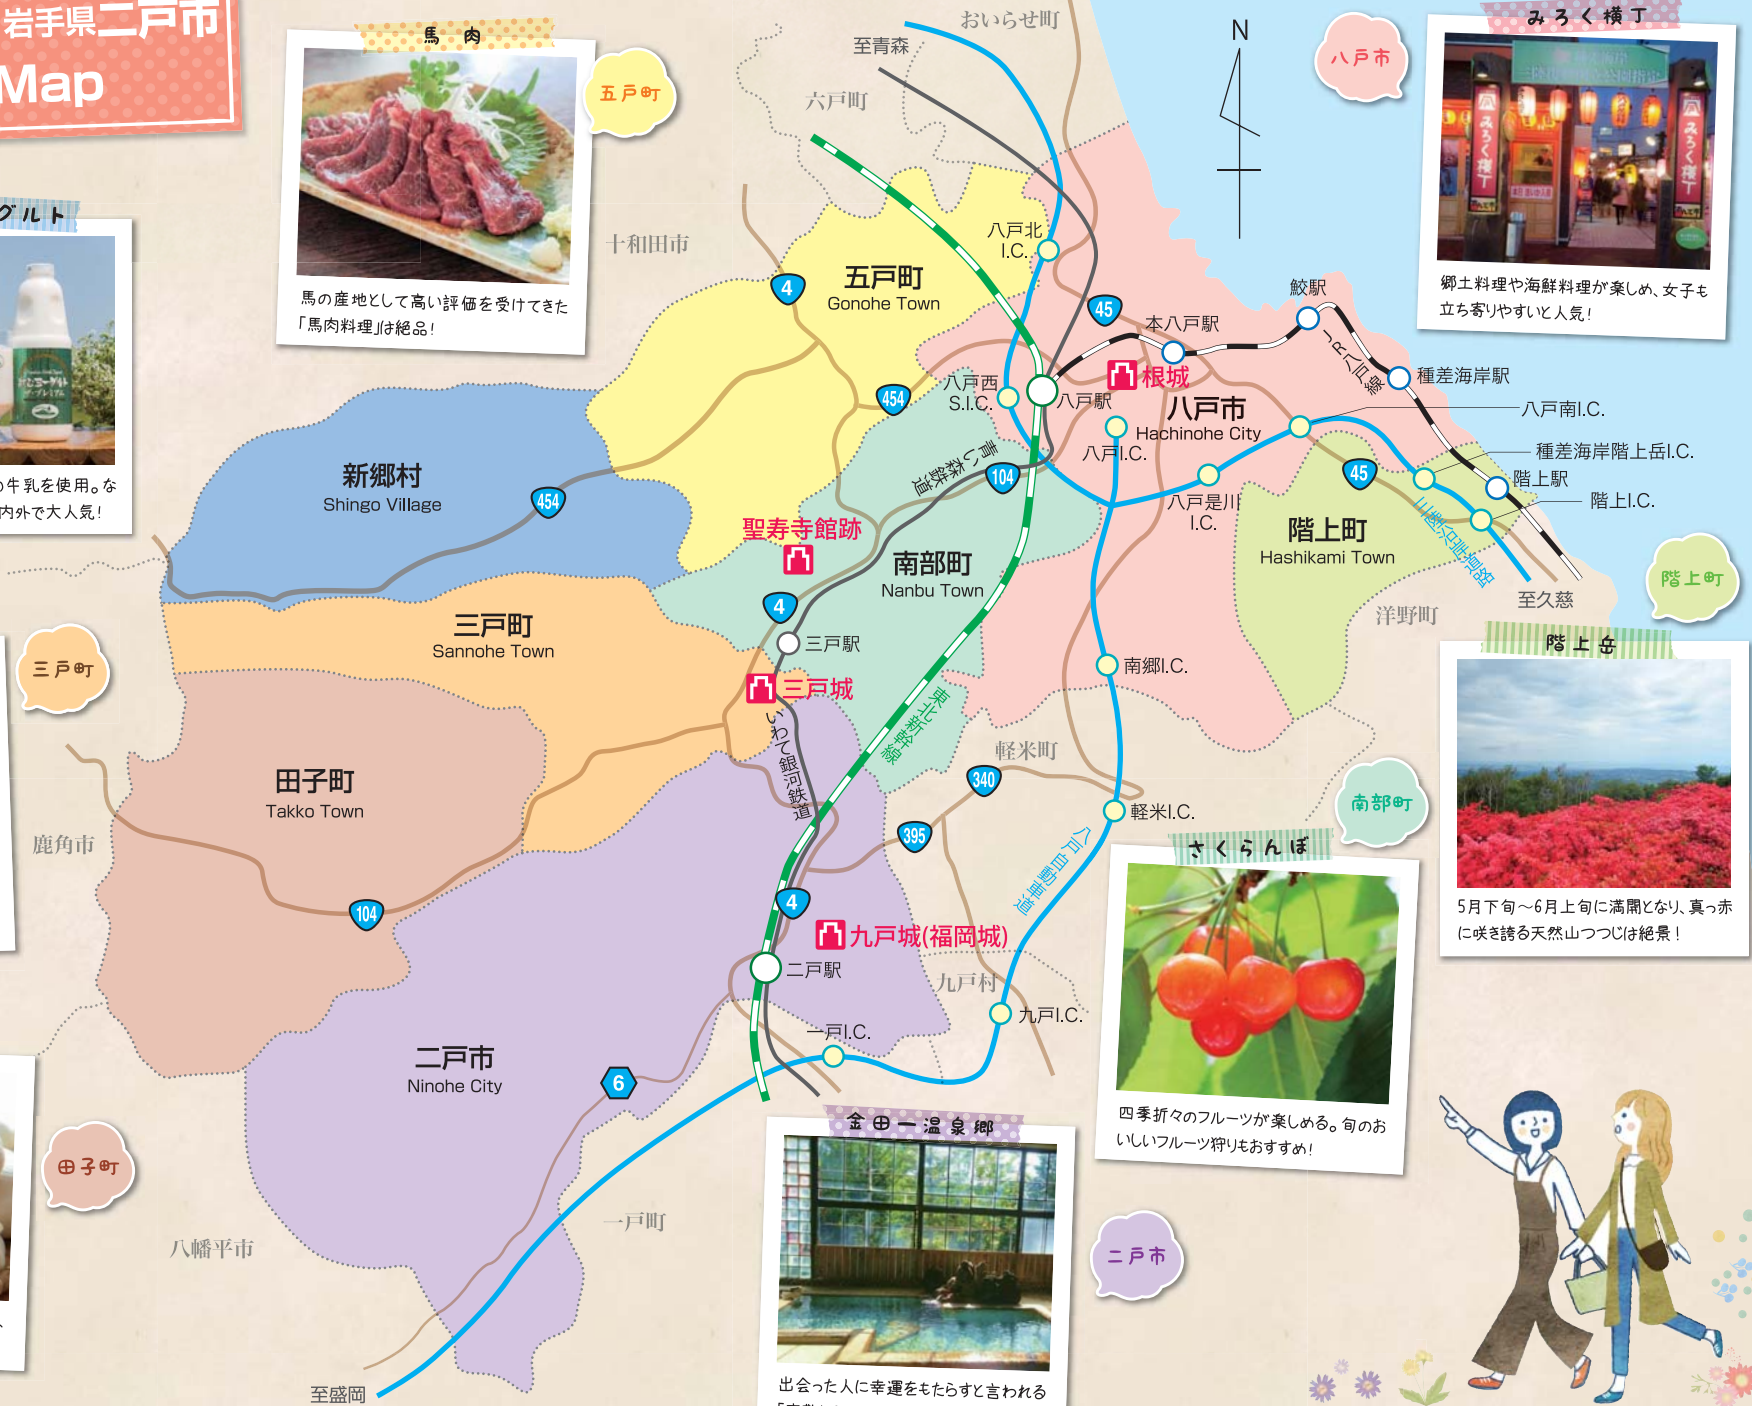 岩手県二戸市
Map
馬肉
五戸町
馬の産地として高い評価を受けてきた
「馬肉料理」は絶品!
グルト
の牛乳を使用。な
内外で大人気!
三戸町
田子町
八戸市
みろく横丁
みろく横丁
みろく横丁
郷土料理や海鮮料理が楽しめ、女子も
立ち寄りやすいと人気!
N
おいらせ町
至青森
六戸町
十和田市
八戸北
I.C.
五戸町
Gonohe Town
4
45
鮫駅
本八戸駅
JR八戸線
種差海岸駅
根城
八戸西
S.I.C.
八戸駅
454
八戸市
Hachinohe City
八戸南I.C.
八戸I.C.
種差海岸階上岳I.C.
階上駅
階上I.C.
新郷村
Shingo Village
454
青い森鉄道
104
45
八戸是川
I.C.
聖寿寺館跡
南部町
Nanbu Town
階上町
Hashikami Town
三陸沿岸道路
至久慈
洋野町
4
三戸町
Sannohe Town
三戸駅
三戸城
南郷I.C.
東北新幹線
いわて銀河鉄道
軽米町
340
田子町
Takko Town
395
軽米I.C.
鹿角市
八戸自動車道
104
4
九戸城(福岡城)
二戸駅
九戸村
九戸I.C.
一戸I.C.
二戸市
Ninohe City
6
一戸町
八幡平市
至盛岡
階上町
階上岳
5月下旬～6月上旬に満開となり、真っ赤
に咲き誇る天然山つつじは絶景!
南部町
さくらんぼ
四季折々のフルーツが楽しめる。旬のお
いしいフルーツ狩りもおすすめ!
金田一温泉郷
出会った人に幸運をもたらすと言われる
二戸市